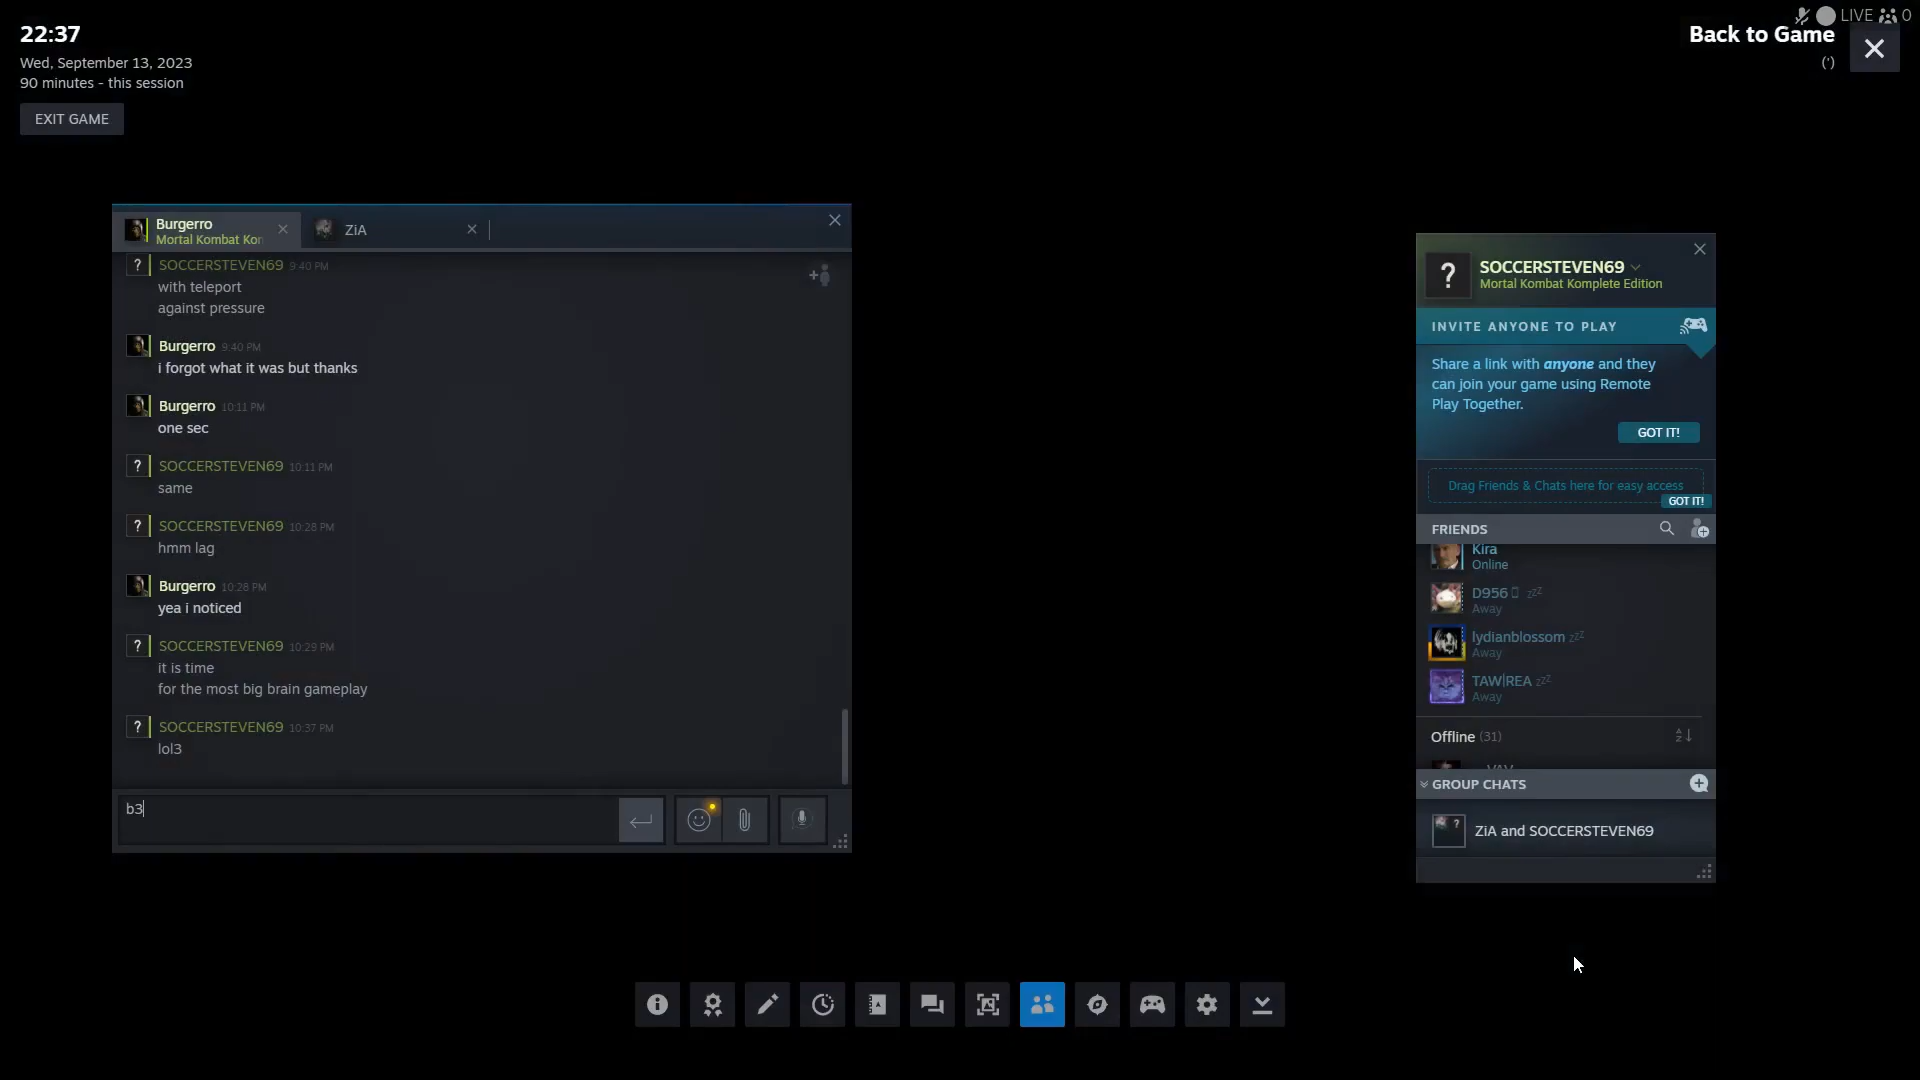 22:37
Wed, September 13, 2023
90 minutes - this session
EXIT GAME
LIVE 0
Back to Game
(')
Burgerro
Mortal Kombat Kor
ZiA
SOCCERSTEVEN69 9:40 PM
with teleport
against pressure
Burgerro 9:40 PM
i forgot what it was but thanks
Burgerro 10:11 PM
one sec
SOCCERSTEVEN69 10:11 PM
same
SOCCERSTEVEN69 10:28 PM
hmm lag
Burgerro 10:28 PM
yea i noticed
SOCCERSTEVEN69 10:29 PM
it is time
for the most big brain gameplay
SOCCERSTEVEN69 10:37 PM
lol3
b3
SOCCERSTEVEN69
Mortal Kombat Komplete Edition
INVITE ANYONE TO PLAY
Share a link with anyone and they
can join your game using Remote
Play Together.
GOT IT!
Drag Friends & Chats here for easy access
GOT IT!
FRIENDS
Kira
Online
D956 zzZ
Away
lydianblossom zzZ
Away
TAW|REA zzZ
Away
Offline (31)
GROUP CHATS
ZiA and SOCCERSTEVEN69